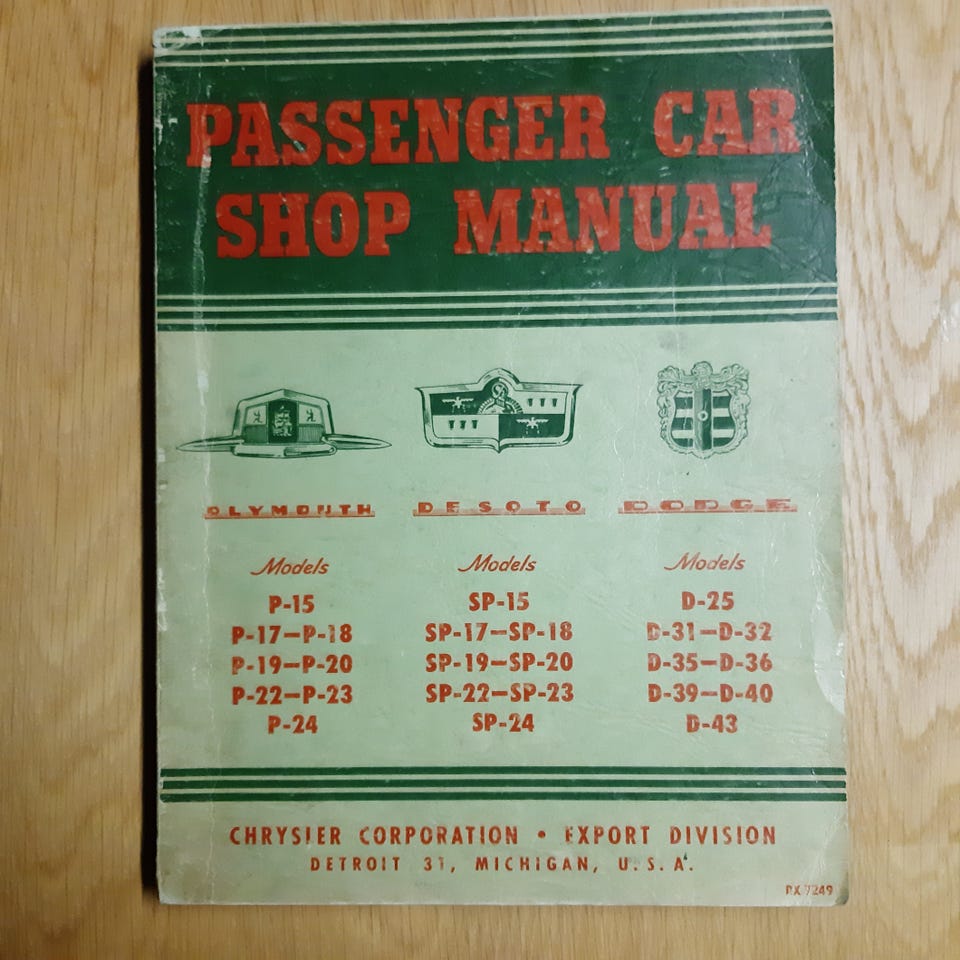 PASSENGER CAR
SHOP MANUAL
PLYMOUTH DE SOTO DODGE
Models Models Models
P-15 SP-15 D-25
P-17—P-18 SP-17—SP-18 D-31—D-32
P-19—P-20 SP-19—SP-20 D-35—D-36
P-22—P-23 SP-22—SP-23 D-39—D-40
P-24 SP-24 D-43
CHRYSLER CORPORATION • EXPORT DIVISION
DETROIT 31, MICHIGAN, U.S.A.